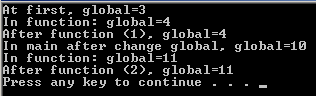 At first, global=3
In function: global=4
After function (1), global=4
In main after change global, global=10
In function: global=11
After function (2), global=11
Press any key to continue . . .